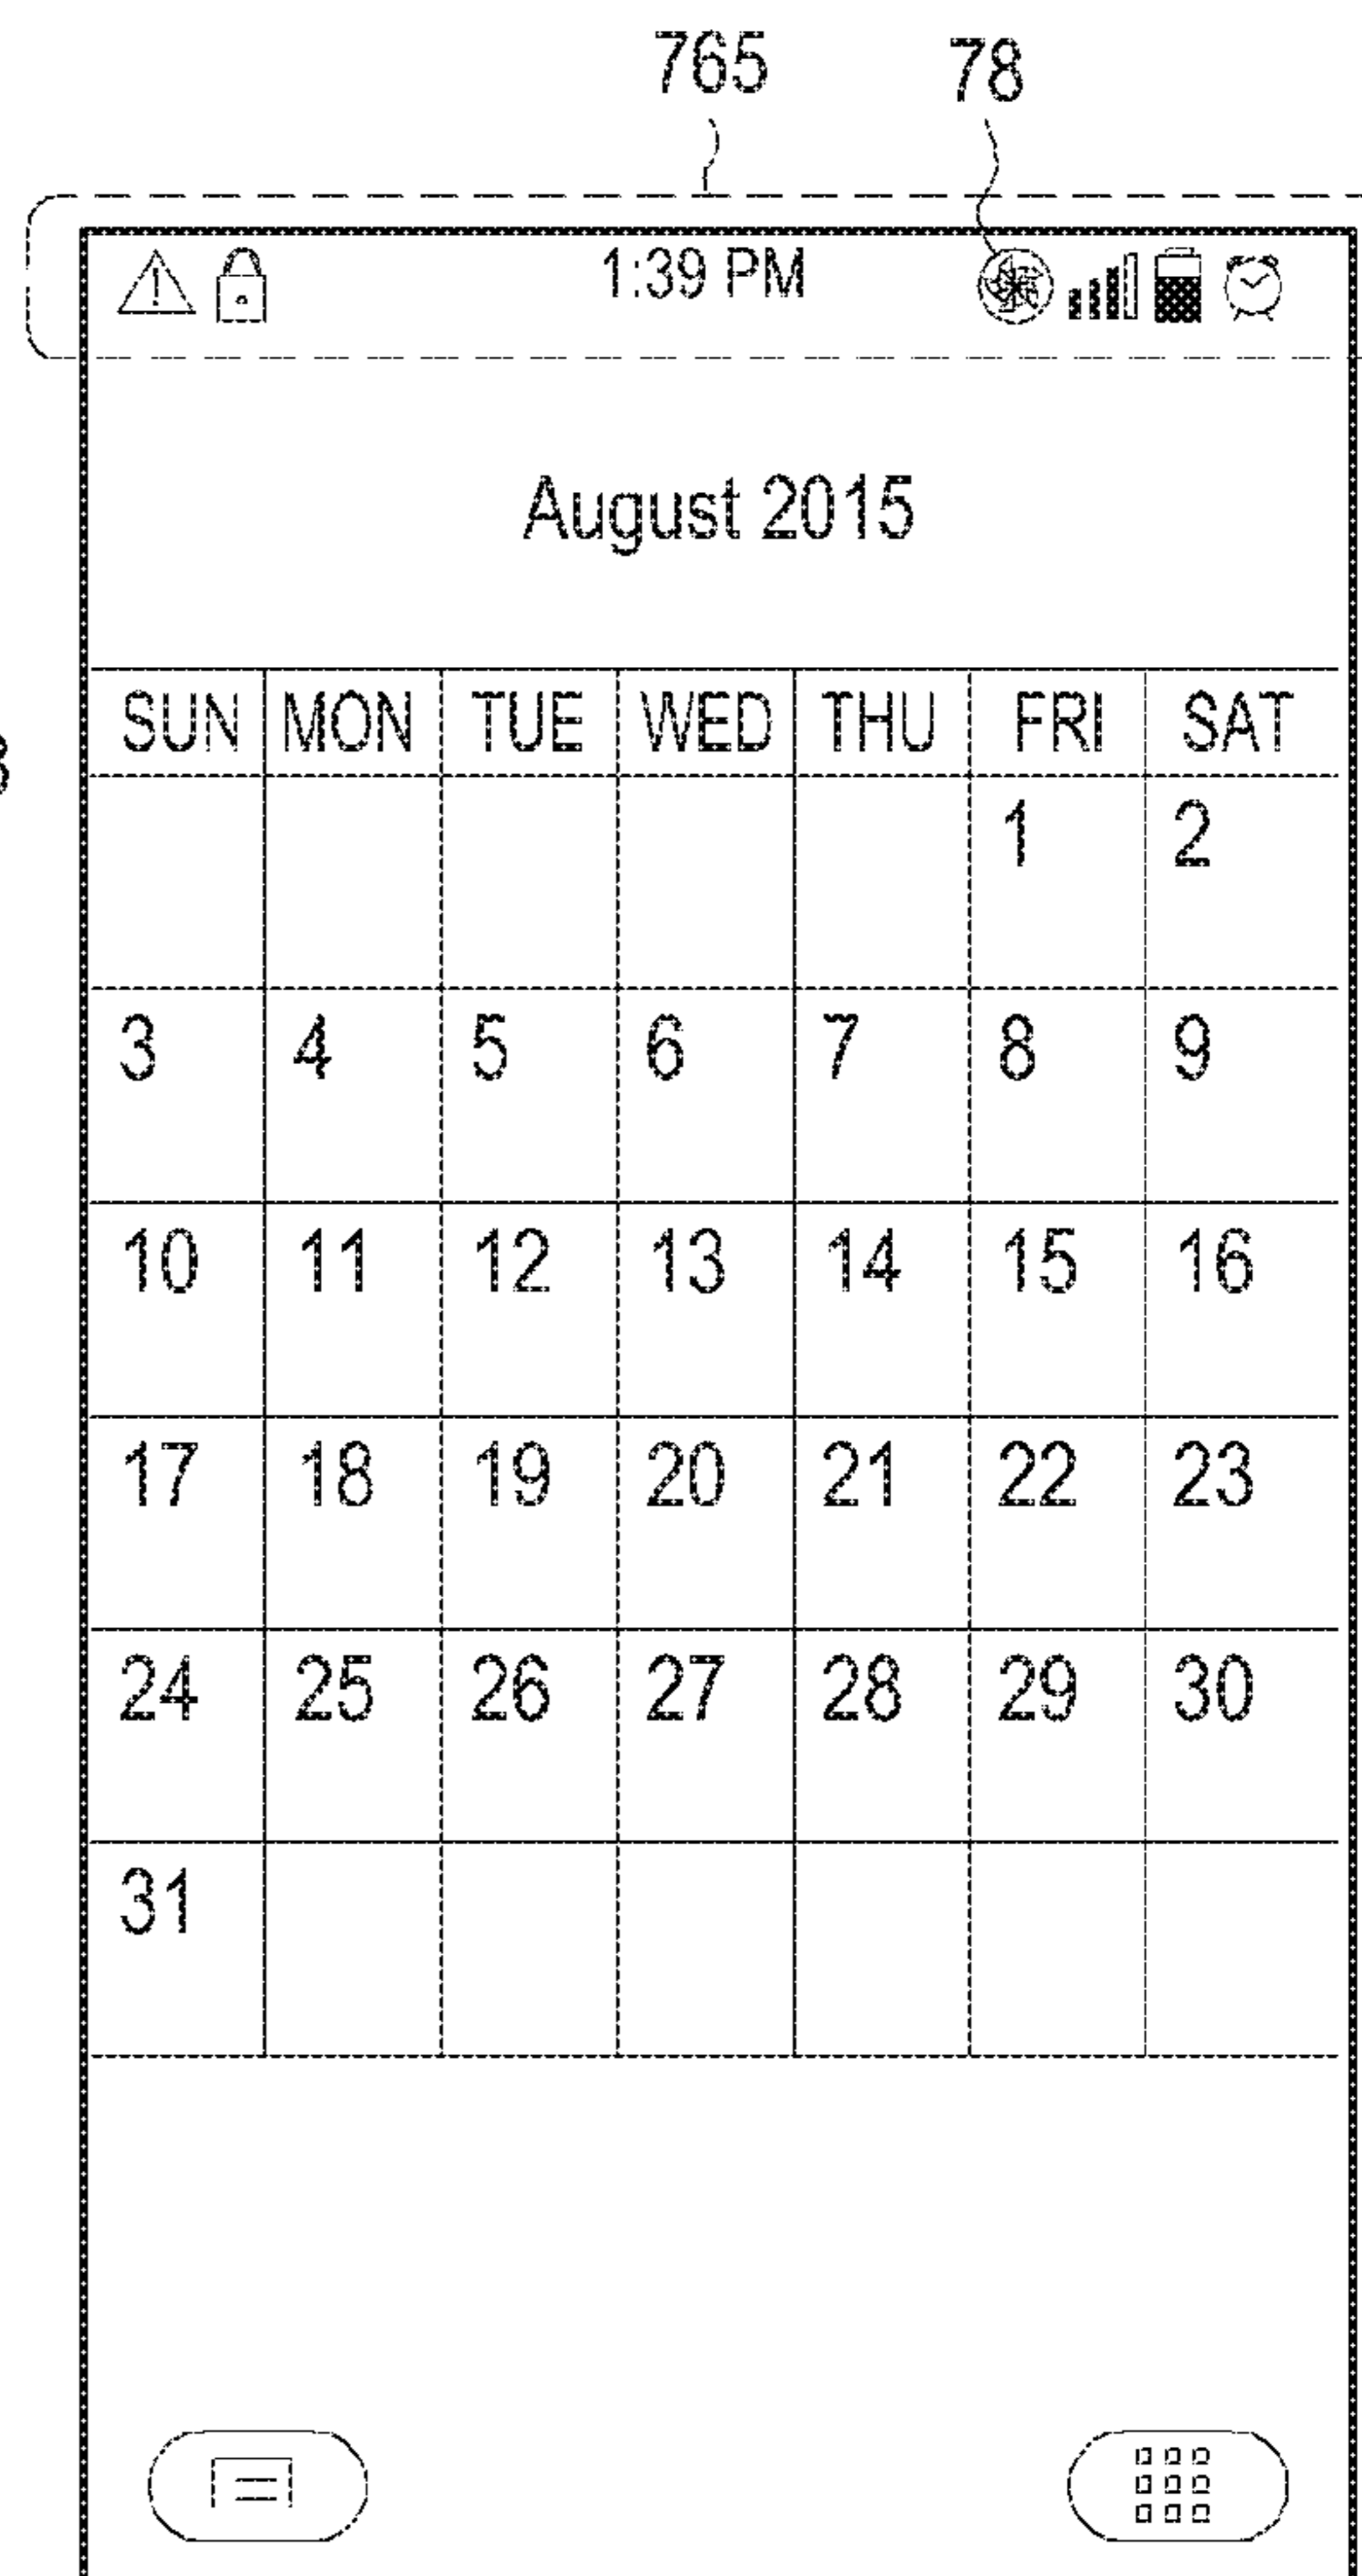 765 78
1:39 PM
August 2015
SUN MON TUE WED THU FRI SAT
1 2
3 4 5 6 7 8 9
10 11 12 13 14 15 16
17 18 19 20 21 22 23
24 25 26 27 28 29 30
31